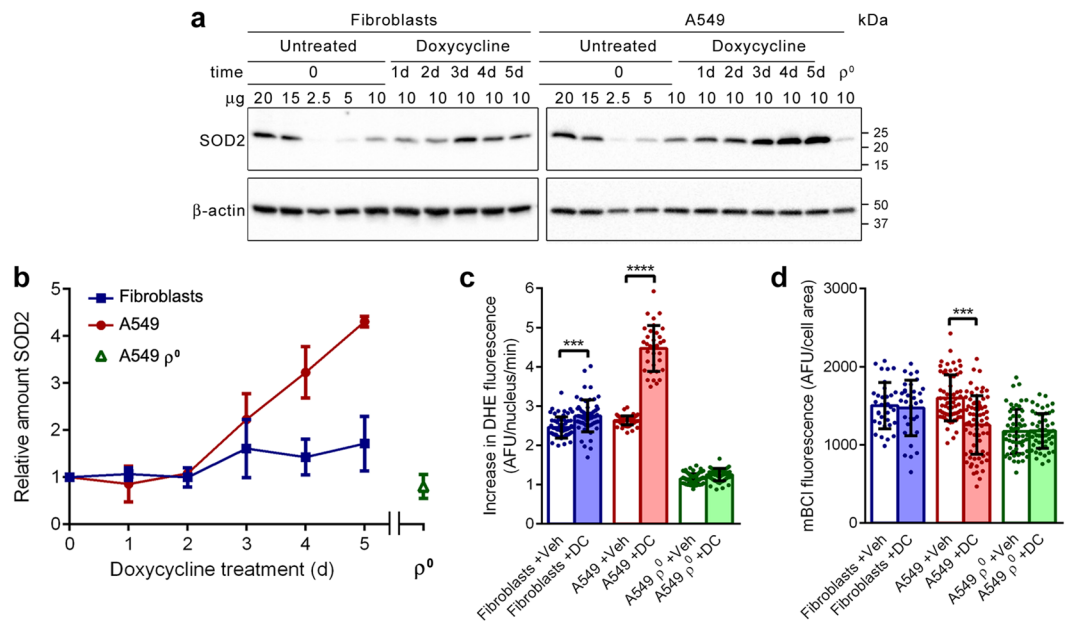 a
Fibroblasts A549 kDa
Untreated Doxycycline Untreated Doxycycline
time 0 1d 2d 3d 4d 5d 0 1d 2d 3d 4d 5d ρ⁰
μg 20 15 2.5 5 10 10 10 10 10 10 20 15 2.5 5 10 10 10 10 10 10 10
SOD2
25
20
15
β-actin
50
37
b
Relative amount SOD2
5
4
3
2
1
0
Fibroblasts
A549
A549 ρ⁰
0 1 2 3 4 5 ρ⁰
Doxycycline treatment (d)
c
Increase in DHE fluorescence
(AFU/nucleus/min)
6
5
4
3
2
1
0
***
****
Fibroblasts +Veh
Fibroblasts +DC
A549 +Veh
A549 +DC
A549 ρ⁰ +Veh
A549 ρ⁰ +DC
d
mBCl fluorescence (AFU/cell area)
3000
2000
1000
0
***
Fibroblasts +Veh
Fibroblasts +DC
A549 +Veh
A549 +DC
A549 ρ⁰ +Veh
A549 ρ⁰ +DC